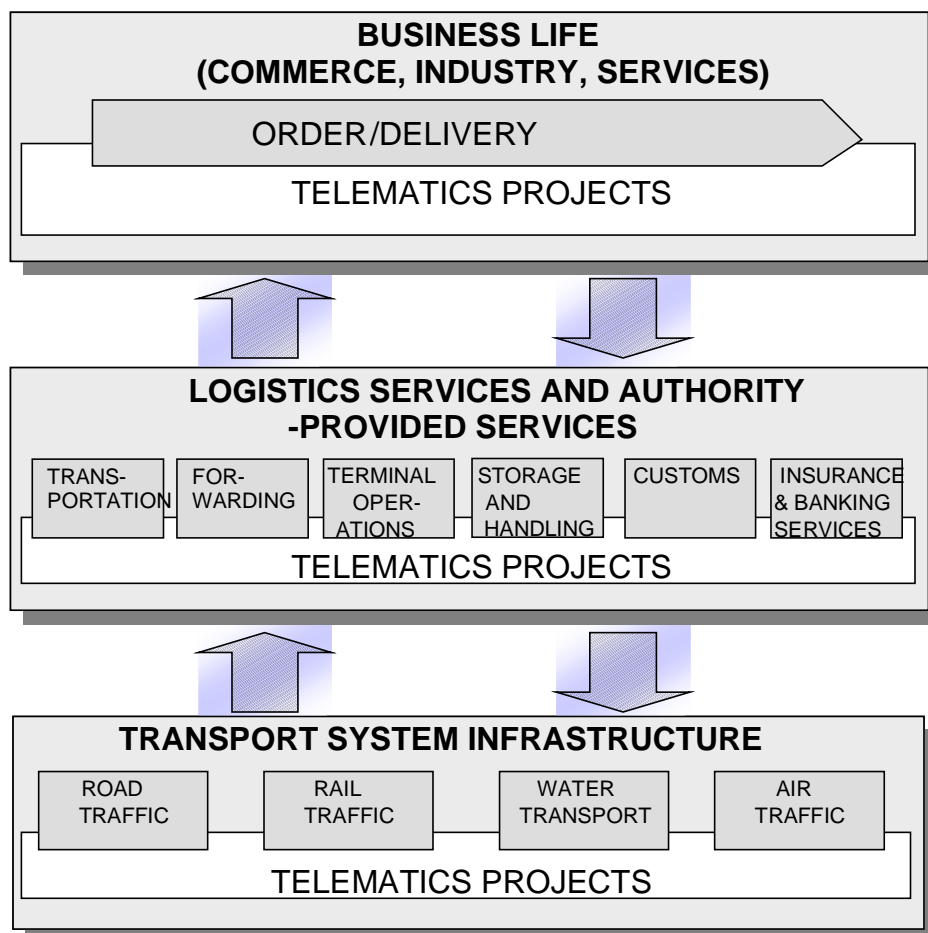 BUSINESS LIFE
(COMMERCE, INDUSTRY, SERVICES)
ORDER/DELIVERY
TELEMATICS PROJECTS
LOGISTICS SERVICES AND AUTHORITY
-PROVIDED SERVICES
TRANS-
PORTATION
FOR-
WARDING
TERMINAL
OPER-
ATIONS
STORAGE
AND
HANDLING
CUSTOMS
INSURANCE
& BANKING
SERVICES
TELEMATICS PROJECTS
TRANSPORT SYSTEM INFRASTRUCTURE
ROAD
TRAFFIC
RAIL
TRAFFIC
WATER
TRANSPORT
AIR
TRAFFIC
TELEMATICS PROJECTS